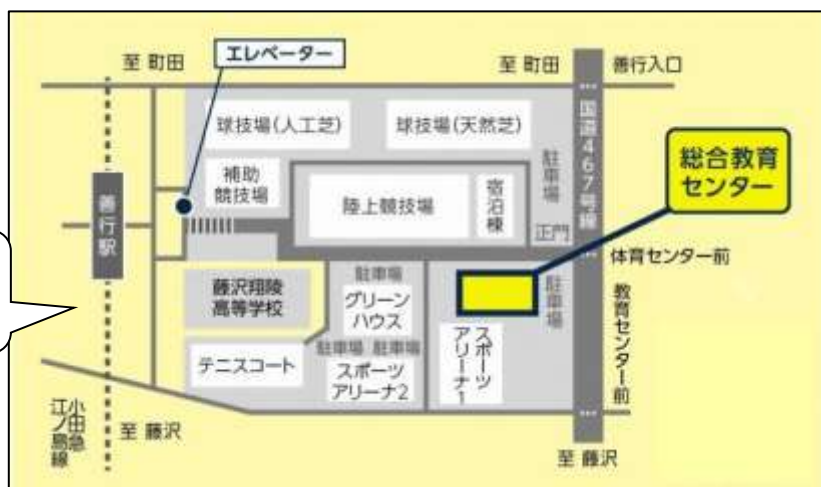 エレベーター
至 町田
至 町田
善行入口
球技場(人工芝)
球技場(天然芝)
国道467号線
駐車場
総合教育
センター
補助
競技場
陸上競技場
宿泊棟
善行駅
正門
体育センター前
藤沢翔陵
高等学校
駐車場
グリーン
ハウス
駐車場
教育センター前
テニスコート
駐車場 駐車場
スポーツ
アリーナ2
スポーツ
アリーナ1
小田急
江ノ島線
至 藤沢
至 藤沢